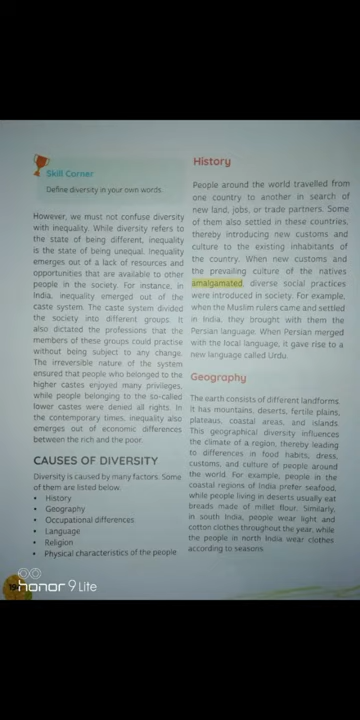 Skill Corner
Define diversity in your own words.
However, we must not confuse diversity
with inequality. While diversity refers to
the state of being different, inequality
is the state of being unequal. Inequality
emerges out of a lack of resources and
opportunities that are available to other
people in the society. For instance, in
India, inequality emerged out of the
caste system. The caste system divided
the society into different groups. It
also dictated the professions that the
members of these groups could practise
without being subject to any change.
The irreversible nature of the system
ensured that people who belonged to the
higher castes enjoyed many privileges,
while people belonging to the so-called
lower castes were denied all rights. In
the contemporary times, inequality also
emerges out of economic differences
between the rich and the poor.
CAUSES OF DIVERSITY
Diversity is caused by many factors. Some
of them are listed below.
• History
• Geography
• Occupational differences
• Language
• Religion
• Physical characteristics of the people
History
People around the world travelled from
one country to another in search of
new land, jobs, or trade partners. Some
of them also settled in these countries,
thereby introducing new customs and
culture to the existing inhabitants of
the country. When new customs and
the prevailing culture of the natives
amalgamated, diverse social practices
were introduced in society. For example,
when the Muslim rulers came and settled
in India, they brought with them the
Persian language. When Persian merged
with the local language, it gave rise to a
new language called Urdu.
Geography
The earth consists of different landforms.
It has mountains, deserts, fertile plains,
plateaus, coastal areas, and islands.
This geographical diversity influences
the climate of a region, thereby leading
to differences in food habits, dress,
customs, and culture of people around
the world. For example, people in the
coastal regions of India prefer seafood,
while people living in deserts usually eat
breads made of millet flour. Similarly,
in south India, people wear light and
cotton clothes throughout the year, while
the people in north India wear clothes
according to seasons.
honor 9 Lite